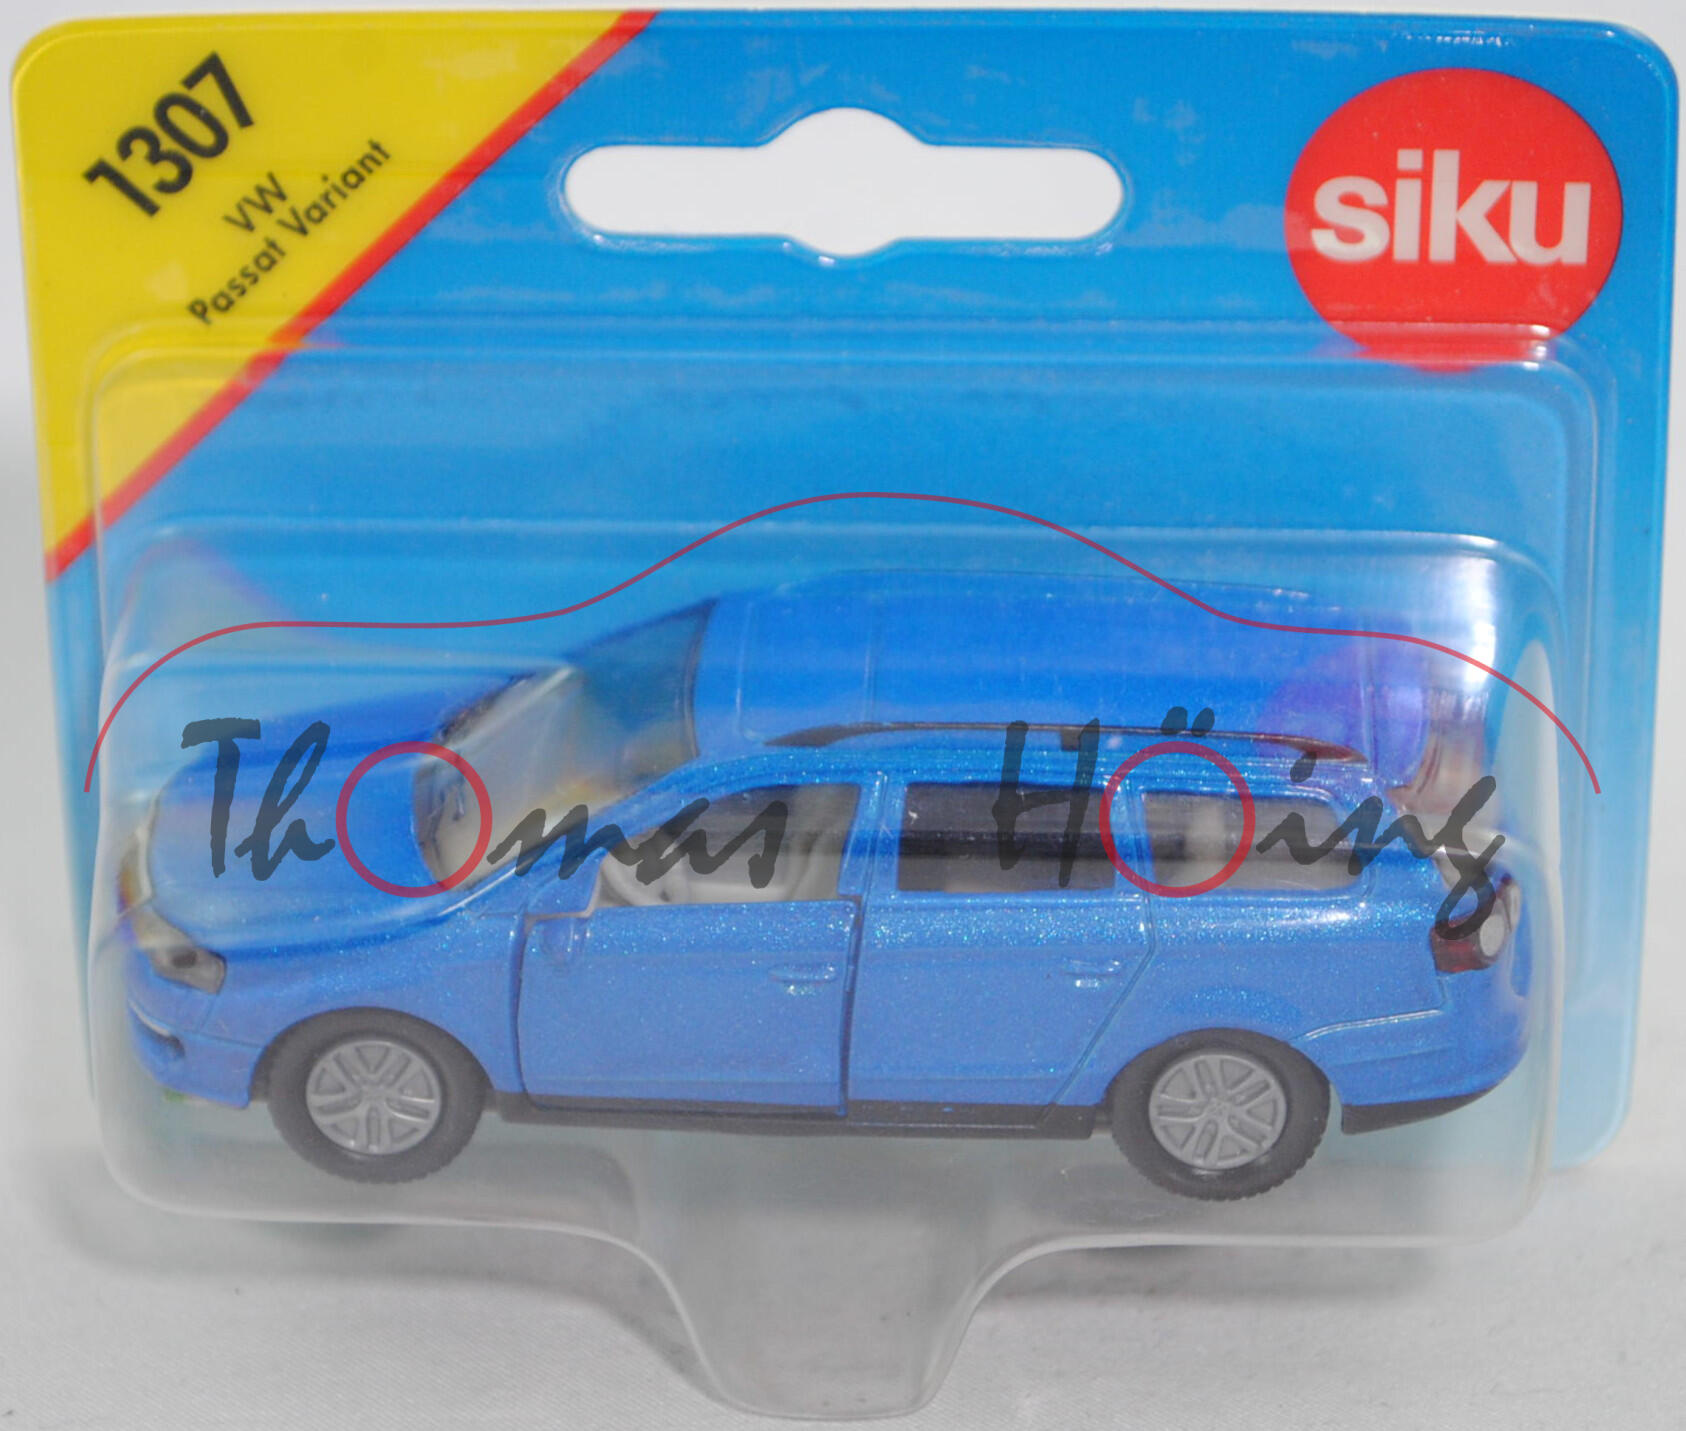 1307
VW
Passat Variant
siku
Thomas Höing